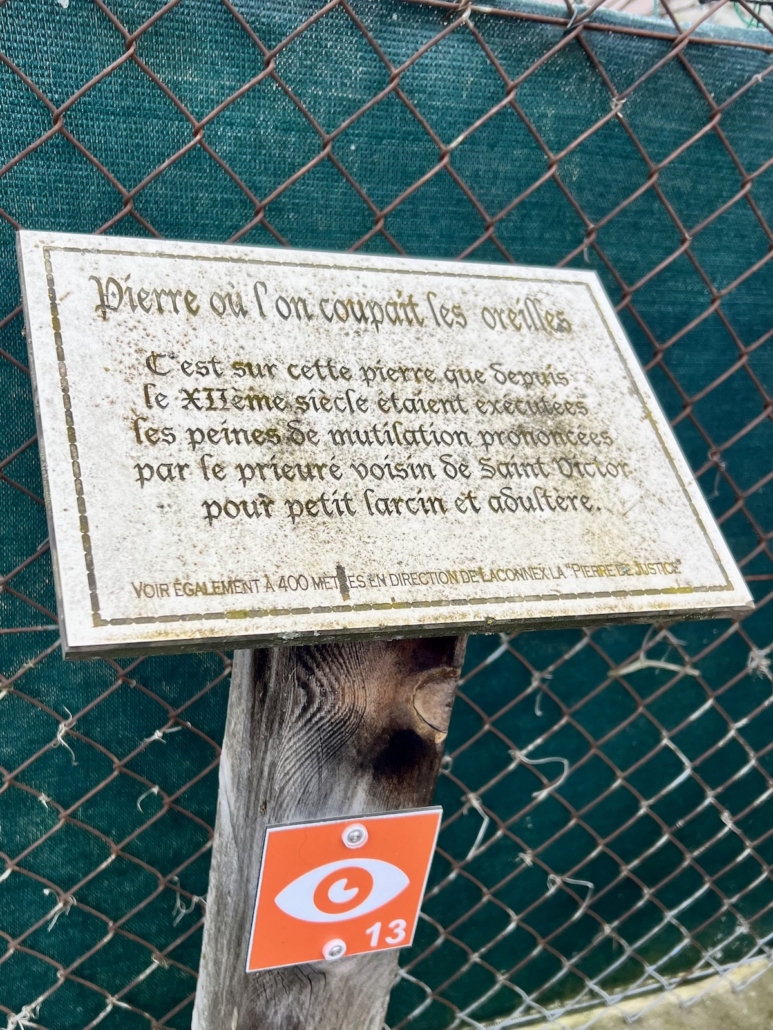 Pierre où l'on coupait les oreilles
C'est sur cette pierre que depuis
le XIIème siècle étaient exécutées
les peines de mutilation prononcées
par le prieuré voisin de Saint Victor
pour petit larcin et adultère.
VOIR ÉGALEMENT À 400 MÈTRES EN DIRECTION DE LACONNEX LA "PIERRE DE JUSTICE"
13